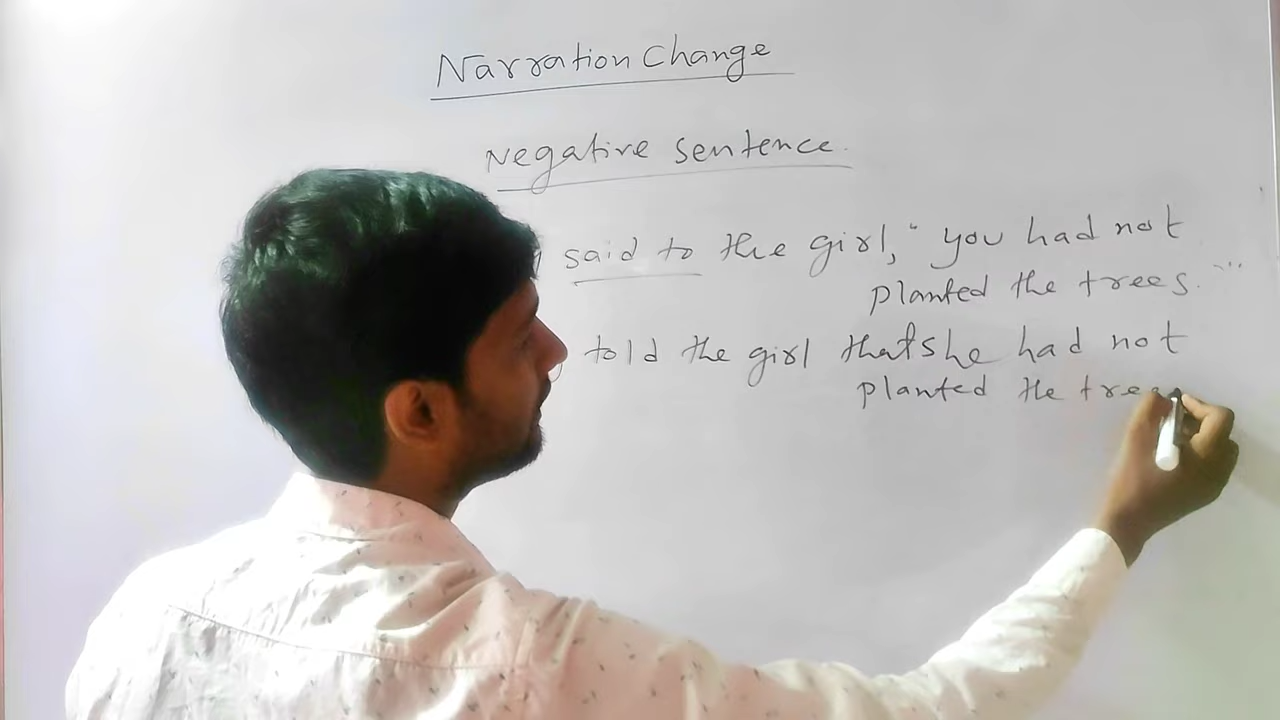 Narration Change
Negative sentence.
said to the girl, "you had not
planted the trees."
told the girl that she had not
planted the tree